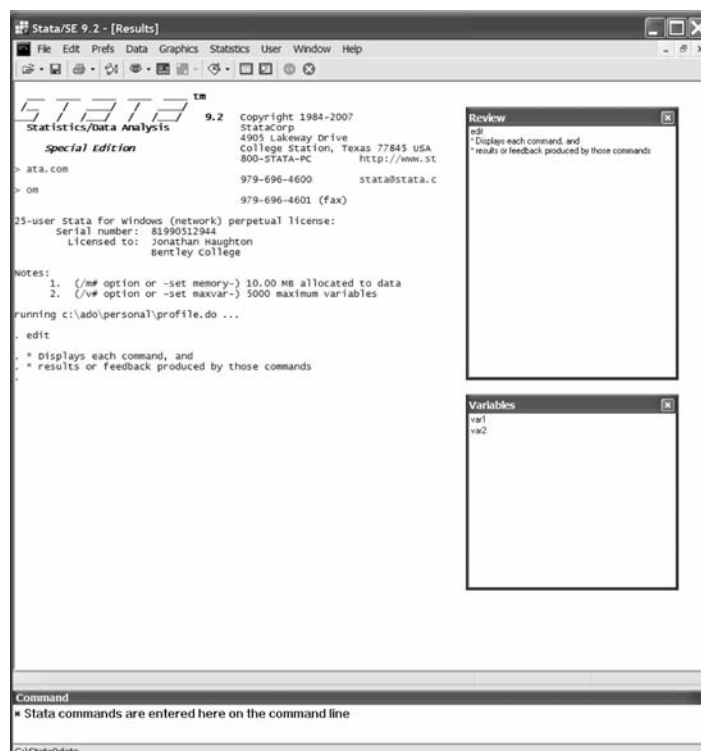 Stata/SE 9.2 - [Results]
File Edit Prefs Data Graphics Statistics User Window Help
STATA tm
9.2 Copyright 1984-2007
Statistics/Data Analysis StataCorp
4905 Lakeway Drive
Special Edition College Station, Texas 77845 USA
800-STATA-PC http://www.st
> ata.com
979-696-4600 stata@stata.c
> om
979-696-4601 (fax)
25-user Stata for Windows (network) perpetual license:
Serial number: 81990512944
Licensed to: Jonathan Haughton
Bentley College
Notes:
1. (/m# option or -set memory-) 10.00 MB allocated to data
2. (/v# option or -set maxvar-) 5000 maximum variables
running c:\ado\personal\profile.do ...
. edit
. * Displays each command, and
. * results or feedback produced by those commands
.
Review
edit
* Displays each command, and
* results or feedback produced by those commands
Variables
var1
var2
Command
* Stata commands are entered here on the command line